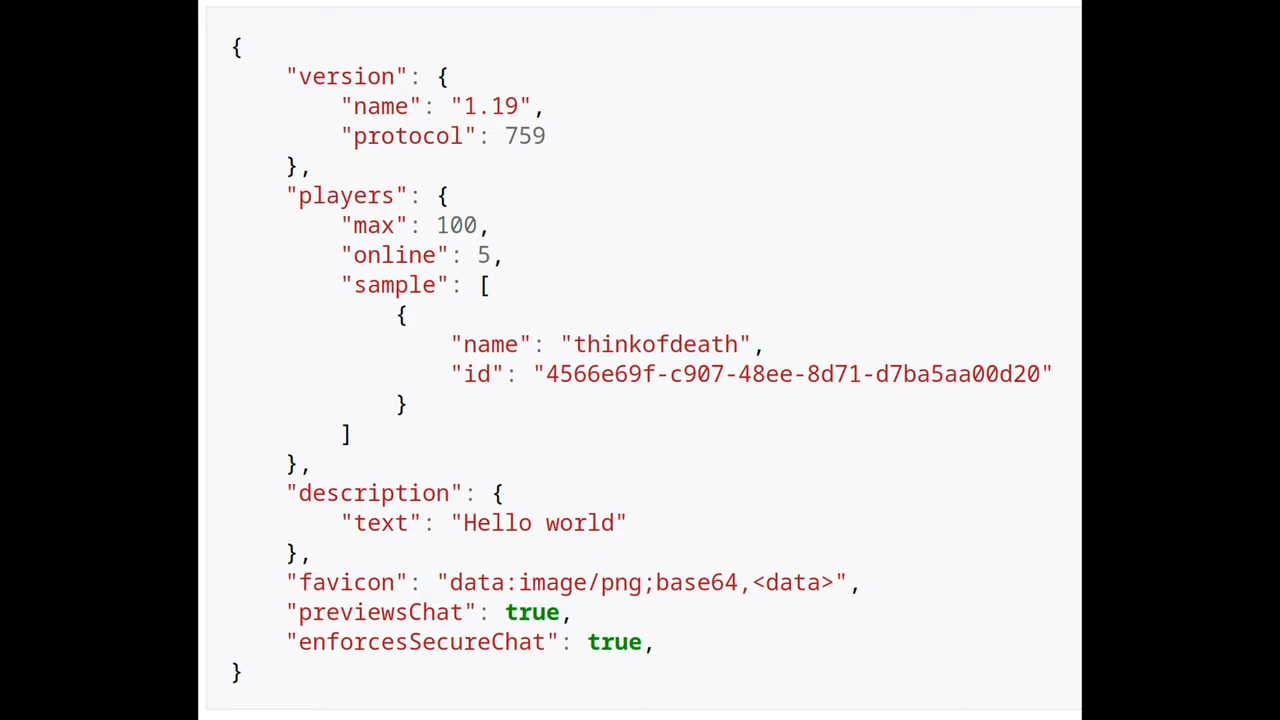 {
    "version": {
        "name": "1.19",
        "protocol": 759
    },
    "players": {
        "max": 100,
        "online": 5,
        "sample": [
            {
                "name": "thinkofdeath",
                "id": "4566e69f-c907-48ee-8d71-d7ba5aa00d20"
            }
        ]
    },
    "description": {
        "text": "Hello world"
    },
    "favicon": "data:image/png;base64,<data>",
    "previewsChat": true,
    "enforcesSecureChat": true,
}